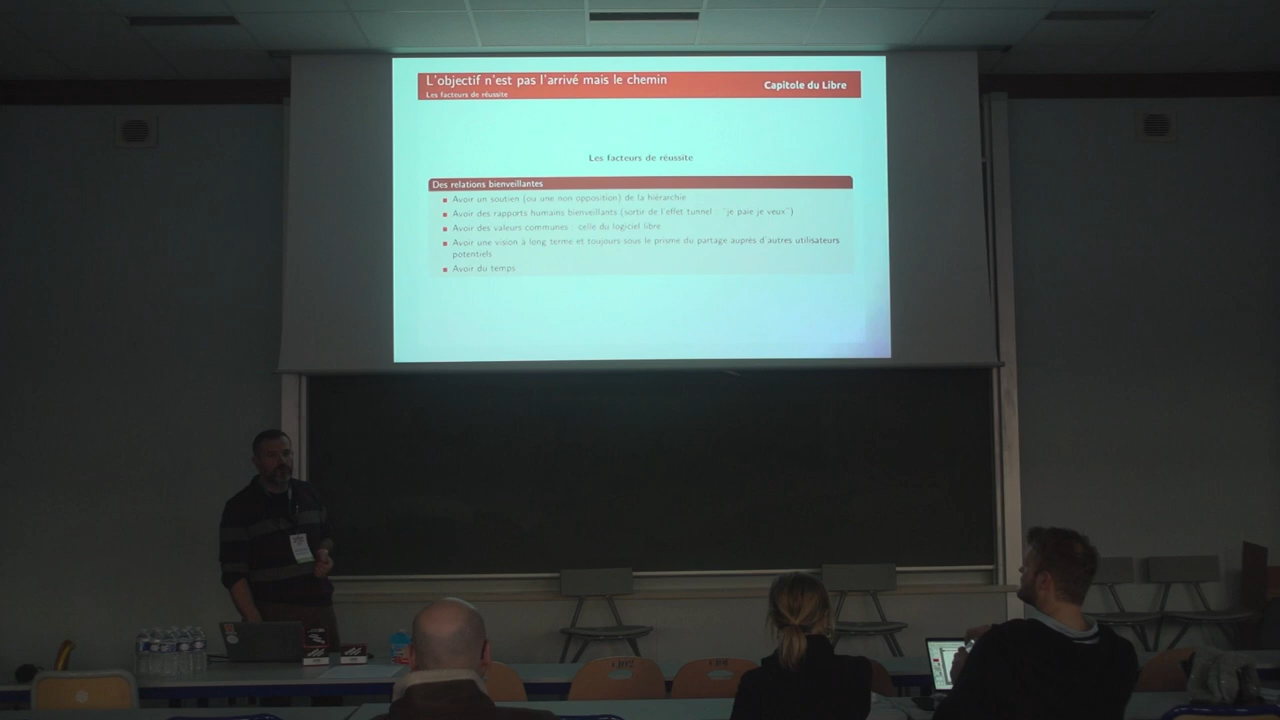 L'objectif n'est pas l'arrivé mais le chemin
Les facteurs de réussite
Capitole du Libre
Les facteurs de réussite
Des relations bienveillantes
Avoir un soutien (ou une non opposition) de la hiérarchie
Avoir des rapports humains bienveillants (sortir de l'effet tunnel : "je paie je veux")
Avoir des valeurs communes : celle du logiciel libre
Avoir une vision à long terme et toujours sous le prisme du partage auprès d'autres utilisateurs
potentiels
Avoir du temps